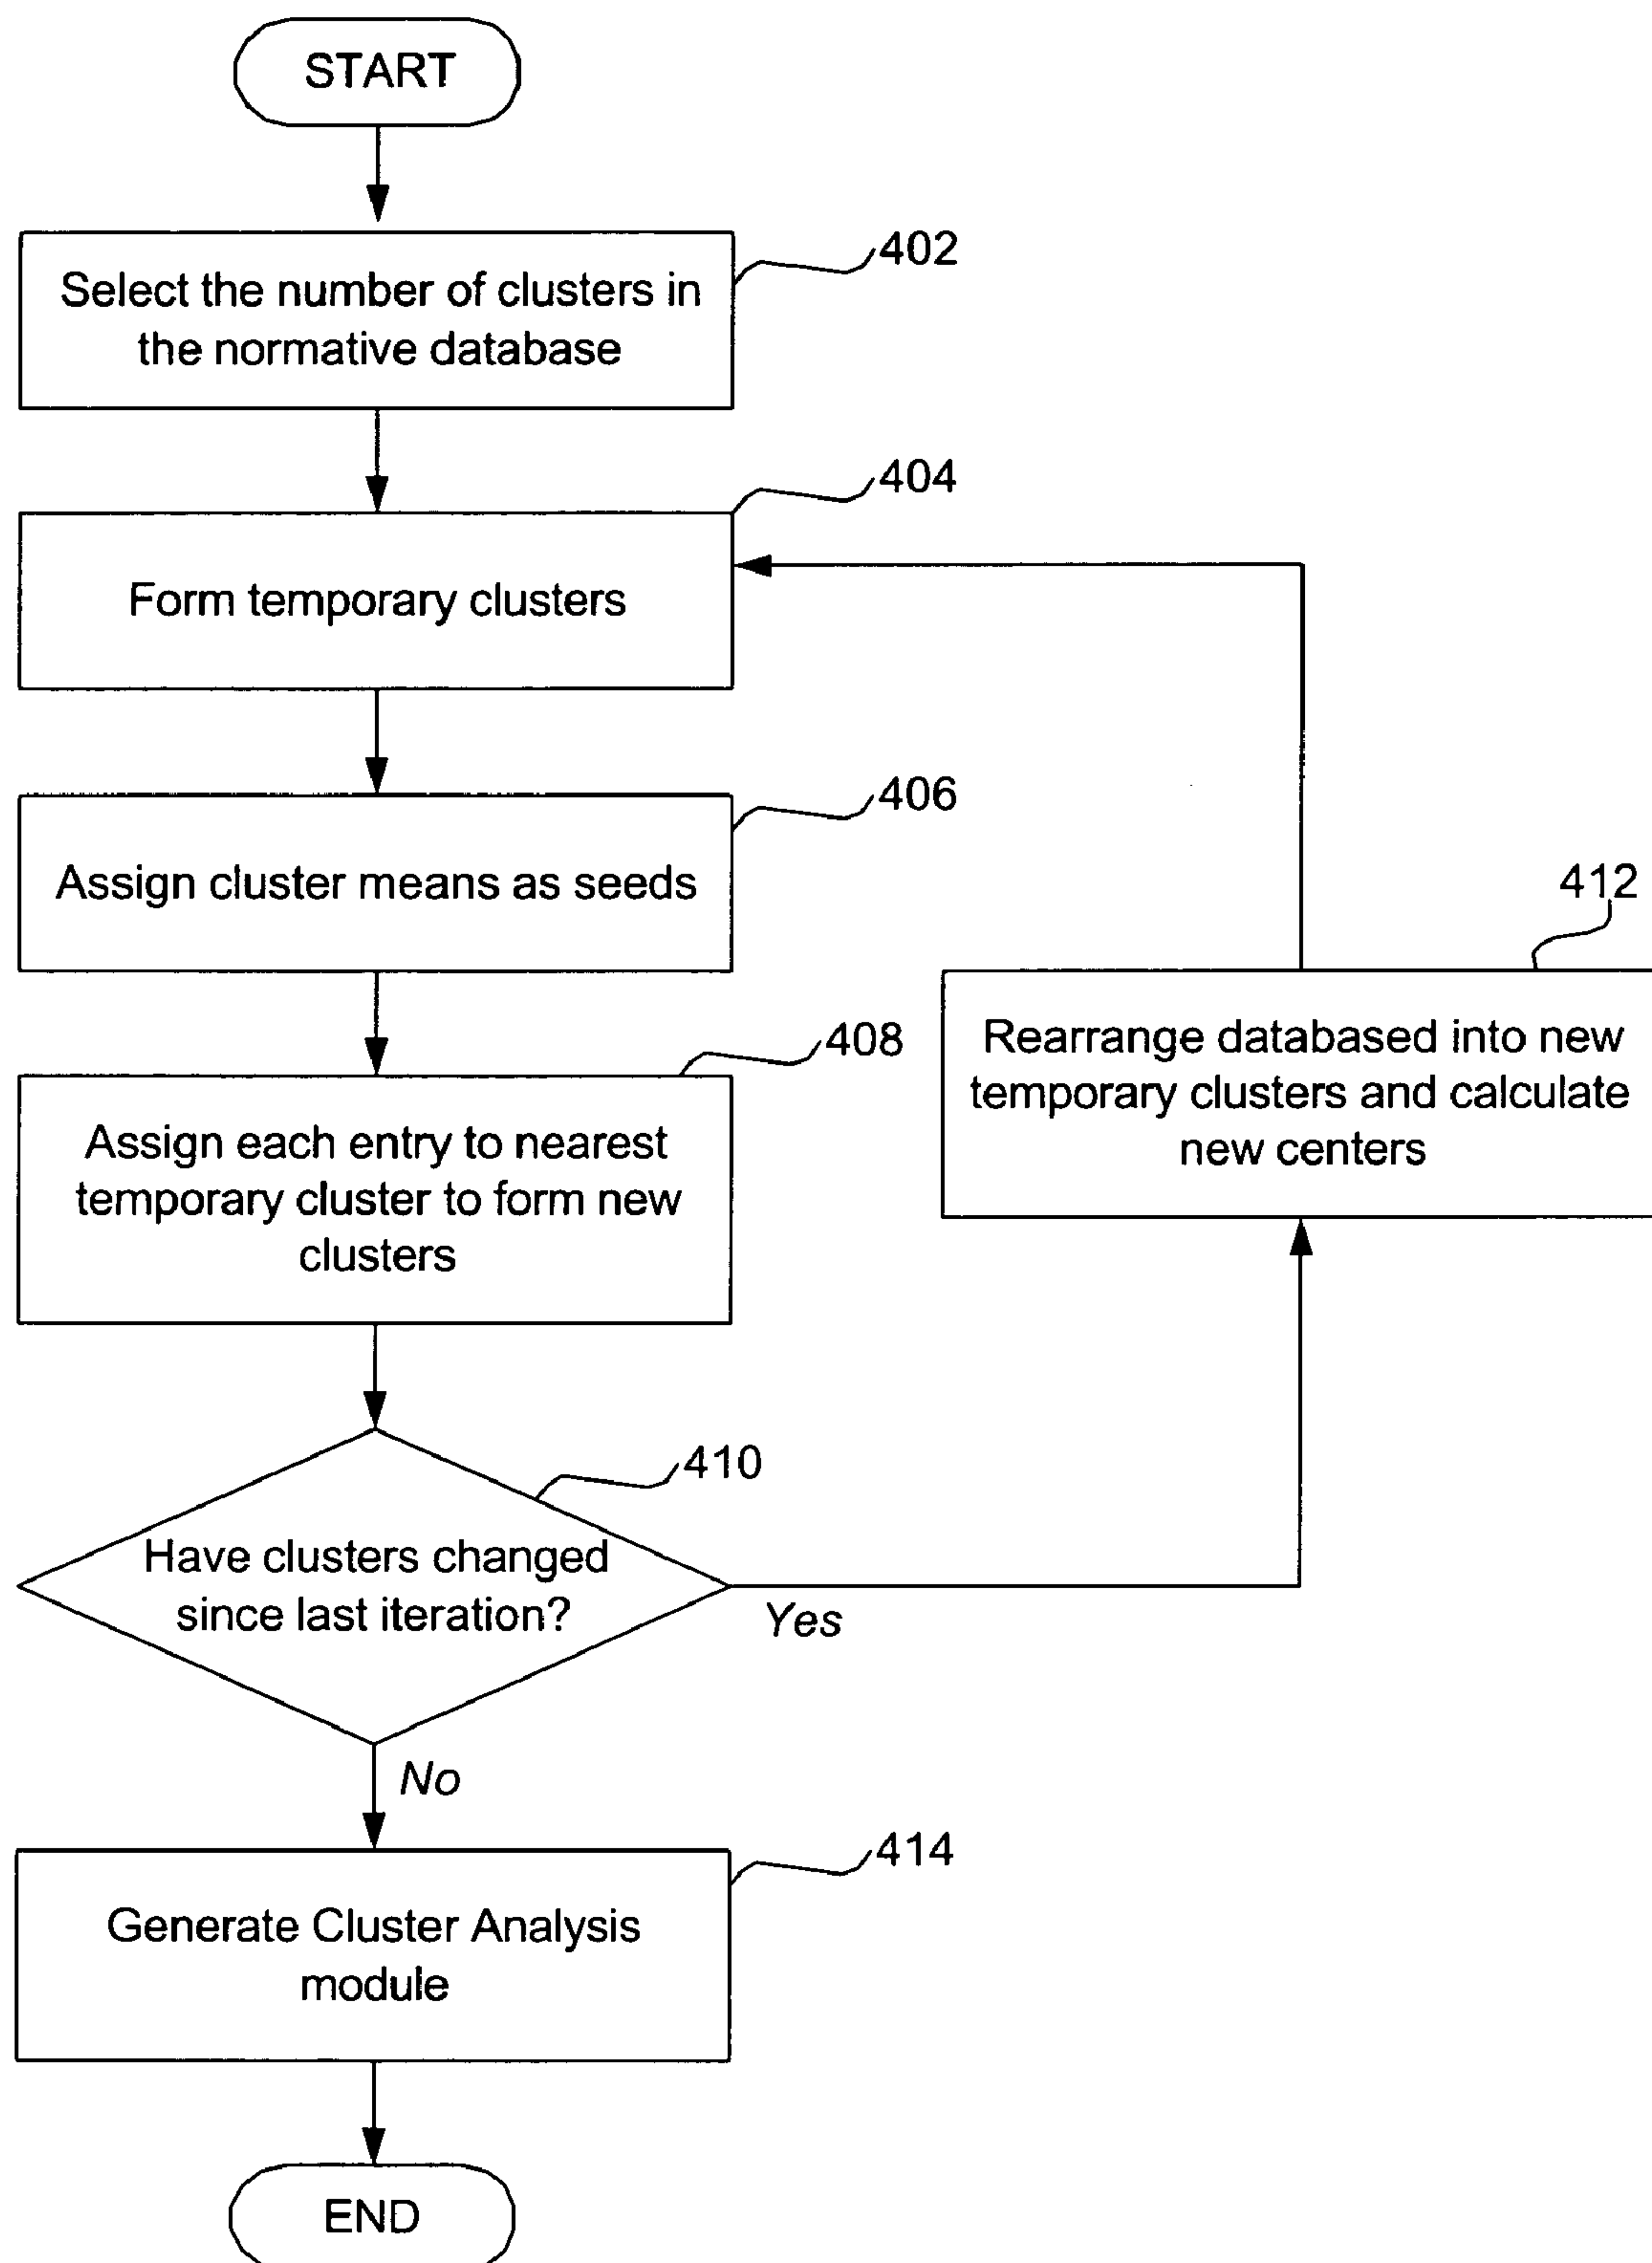 START
402
Select the number of clusters in
the normative database
404
Form temporary clusters
406
Assign cluster means as seeds
412
Rearrange databased into new
temporary clusters and calculate
new centers
408
Assign each entry to nearest
temporary cluster to form new
clusters
410
Have clusters changed
since last iteration?
Yes
No
414
Generate Cluster Analysis
module
END